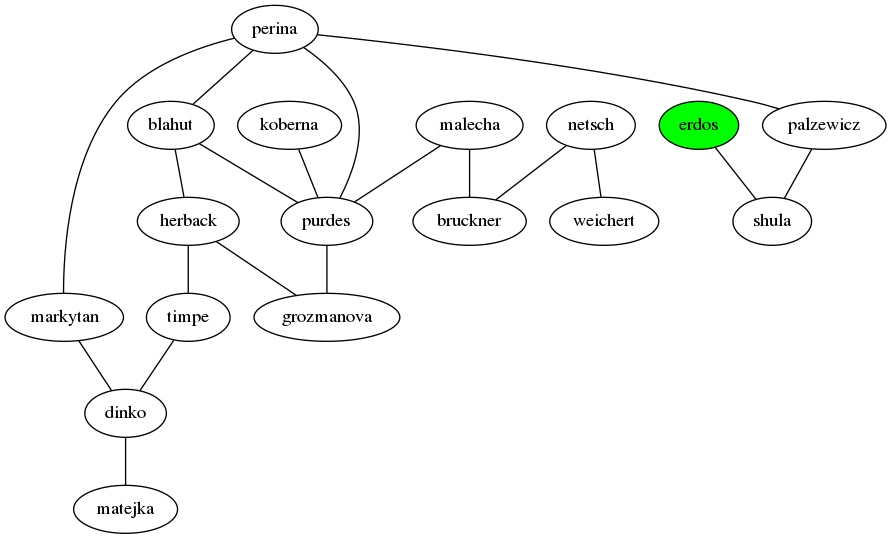 perina
blahut
koberna
malecha
netsch
erdos
palzewicz
herback
purdes
bruckner
weichert
shula
markytan
timpe
grozmanova
dinko
matejka